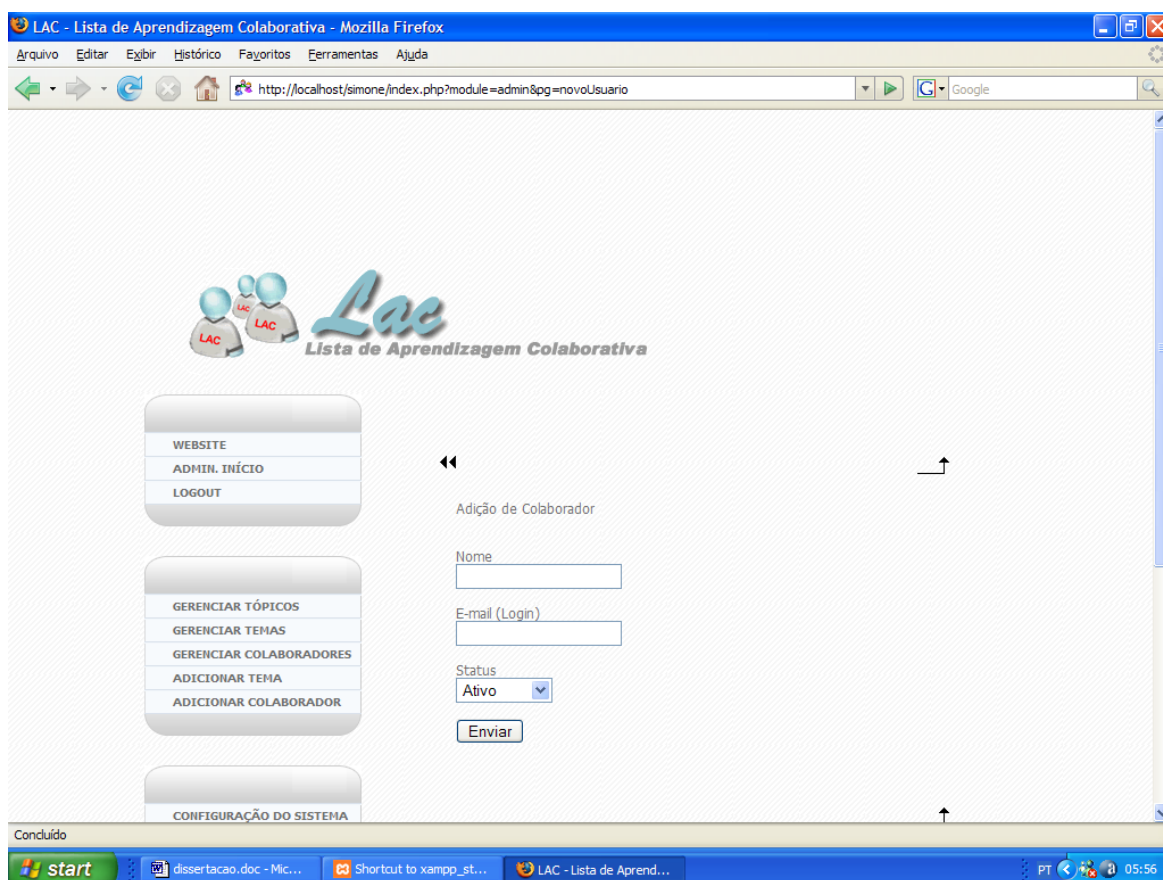 LAC - Lista de Aprendizagem Colaborativa - Mozilla Firefox
Arquivo Editar Exibir Histórico Favoritos Ferramentas Ajuda
http://localhost/simone/index.php?module=admin&pg=novoUsuario
G Google
LAC
LAC
LAC
Lac
Lista de Aprendizagem Colaborativa
WEBSITE
ADMIN. INÍCIO
LOGOUT
GERENCIAR TÓPICOS
GERENCIAR TEMAS
GERENCIAR COLABORADORES
ADICIONAR TEMA
ADICIONAR COLABORADOR
CONFIGURAÇÃO DO SISTEMA
Adição de Colaborador
Nome
E-mail (Login)
Status
Ativo
Enviar
Concluído
start dissertacao.doc - Mic... Shortcut to xampp_st... LAC - Lista de Aprend... PT 05:56